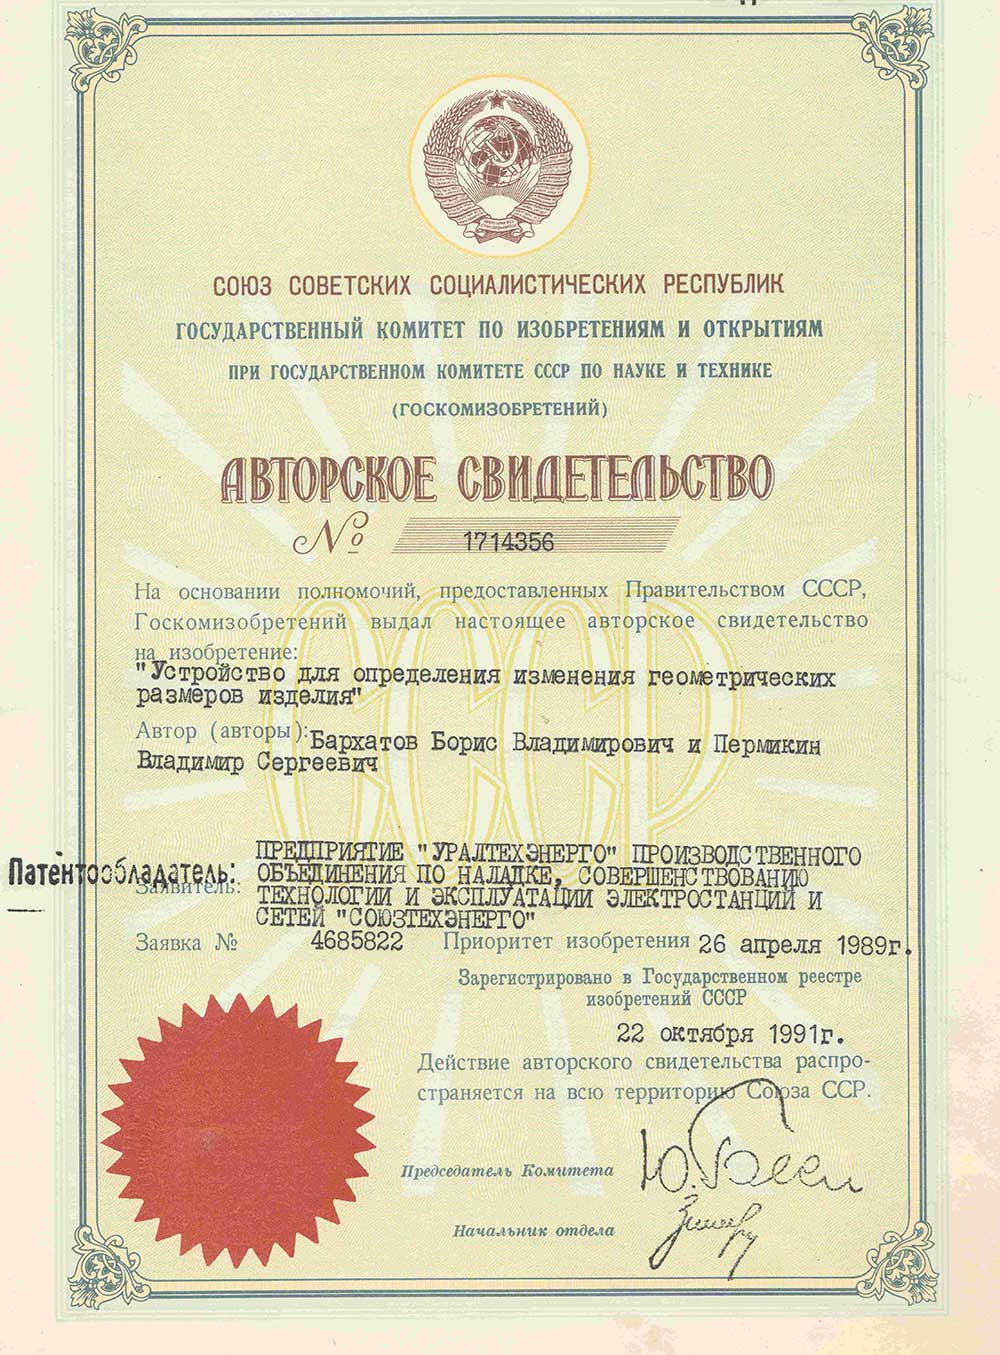 СОЮЗ СОВЕТСКИХ СОЦИАЛИСТИЧЕСКИХ РЕСПУБЛИК
ГОСУДАРСТВЕННЫЙ КОМИТЕТ ПО ИЗОБРЕТЕНИЯМ И ОТКРЫТИЯМ
ПРИ ГОСУДАРСТВЕННОМ КОМИТЕТЕ СССР ПО НАУКЕ И ТЕХНИКЕ
(ГОСКОМИЗОБРЕТЕНИЙ)
АВТОРСКОЕ СВИДЕТЕЛЬСТВО
№ 1714356
СССР
На основании полномочий, предоставленных Правительством СССР,
Госкомизобретений выдал настоящее авторское свидетельство
на изобретение:
"Устройство для определения изменения геометрических
размеров изделия"
Автор (авторы): Бархатов Борис Владимирович и Пермикин
Владимир Сергеевич
ПРЕДПРИЯТИЕ "УРАЛТЕХЭНЕРГО" ПРОИЗВОДСТВЕННОГО
Патентообладатель: ОБЪЕДИНЕНИЯ ПО НАЛАДКЕ, СОВЕРШЕНСТВОВАНИЮ
Заявитель: ТЕХНОЛОГИИ И ЭКСПЛУАТАЦИИ ЭЛЕКТРОСТАНЦИЙ И
СЕТЕЙ "СОЮЗТЕХЭНЕРГО"
Заявка № 4685822 Приоритет изобретения 26 апреля 1989г.
Зарегистрировано в Государственном реестре
изобретений СССР
22 октября 1991г.
Действие авторского свидетельства распро-
страняется на всю территорию Союза ССР.
Председатель Комитета
Начальник отдела